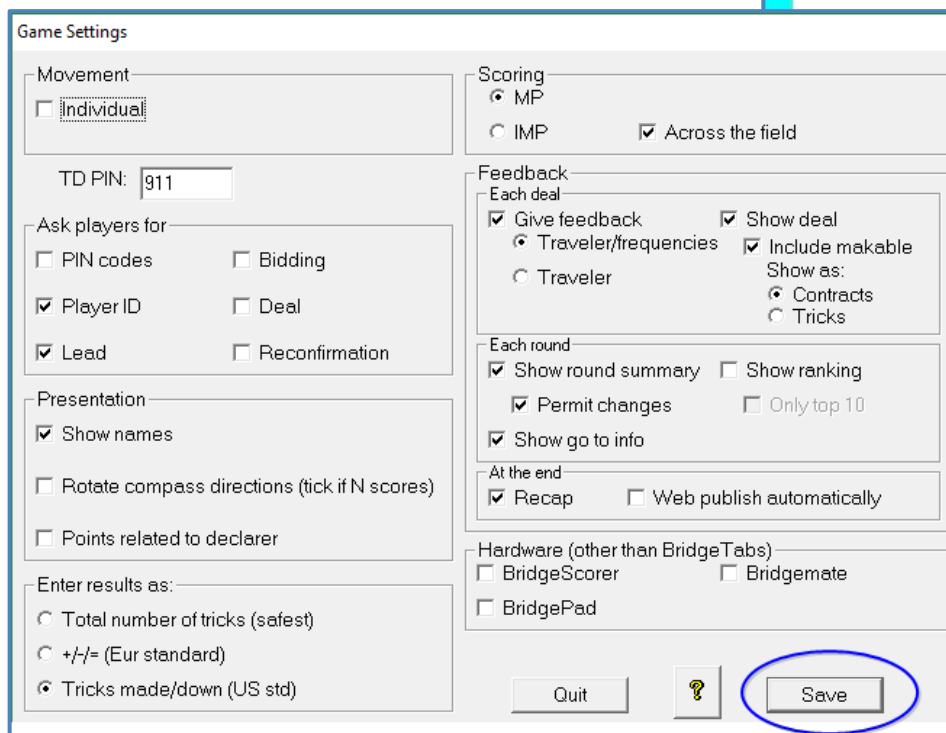 Game Settings
Movement
Individual
TD PIN: 911
Ask players for
PIN codes Bidding
Player ID Deal
Lead Reconfirmation
Presentation
Show names
Rotate compass directions (tick if N scores)
Points related to declarer
Enter results as:
Total number of tricks (safest)
+/-/= (Eur standard)
Tricks made/down (US std)
Scoring
MP
IMP Across the field
Feedback
Each deal
Give feedback Show deal
Traveler/frequencies Include makable
Show as:
Traveler Contracts
Tricks
Each round
Show round summary Show ranking
Permit changes Only top 10
Show go to info
At the end
Recap Web publish automatically
Hardware (other than BridgeTabs)
BridgeScorer Bridgemate
BridgePad
Quit ? Save